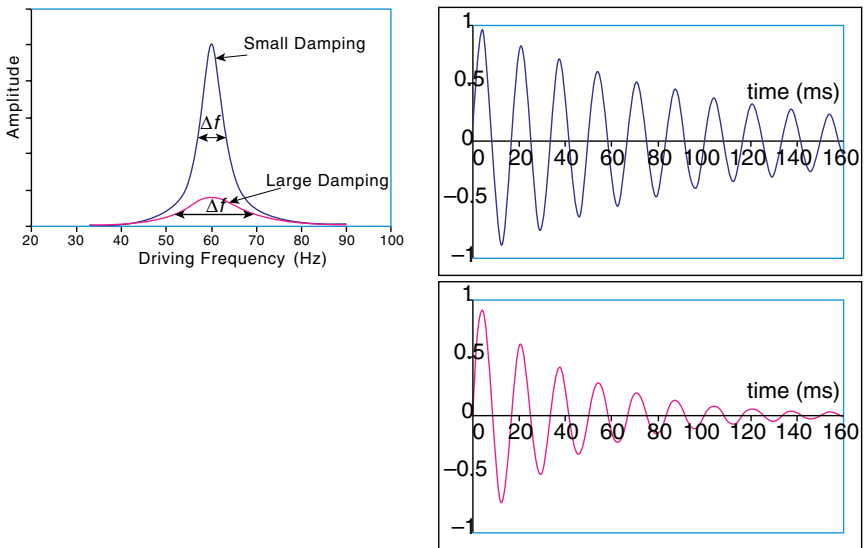 Amplitude
Small Damping
Δf
Large Damping
Δf
20 30 40 50 60 70 80 90 100
Driving Frequency (Hz)
1
0.5
time (ms)
0
0 20 40 60 80 100 120 140 160
−0.5
−1
1
0.5
time (ms)
0
0 20 40 60 80 100 120 140 160
−0.5
−1